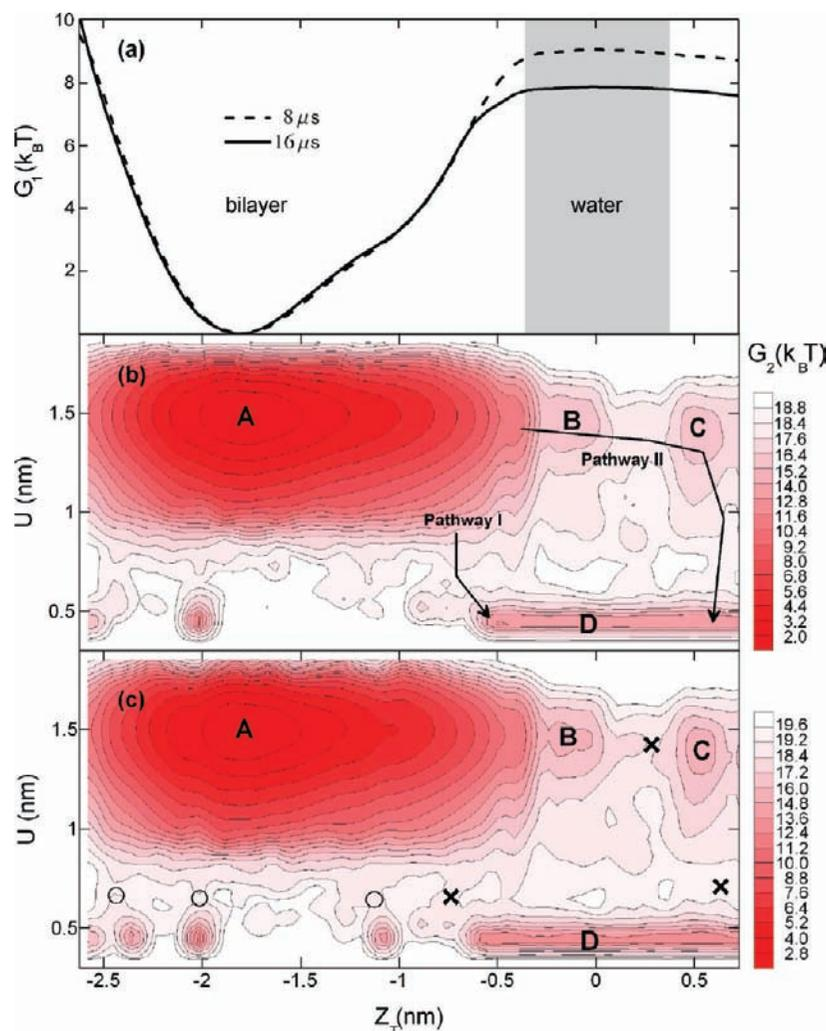 10
(a)
8
8 μs
16 μs
G₁(k_BT)
6
bilayer
water
4
2
G₂(k_BT)
(b)
1.5
A
B
C
Pathway II
U (nm)
1
Pathway I
0.5
D
18.8
18.4
17.6
16.4
15.2
14.0
12.8
11.6
10.4
9.2
8.0
6.8
5.6
4.4
3.2
2.0
(c)
1.5
A
B
C
U (nm)
1
0.5
D
19.6
19.2
18.4
17.2
16.0
14.8
13.6
12.4
11.2
10.0
8.8
7.6
6.4
5.2
4.0
2.8
-2.5
-2
-1.5
-1
-0.5
0
0.5
Z_T(nm)